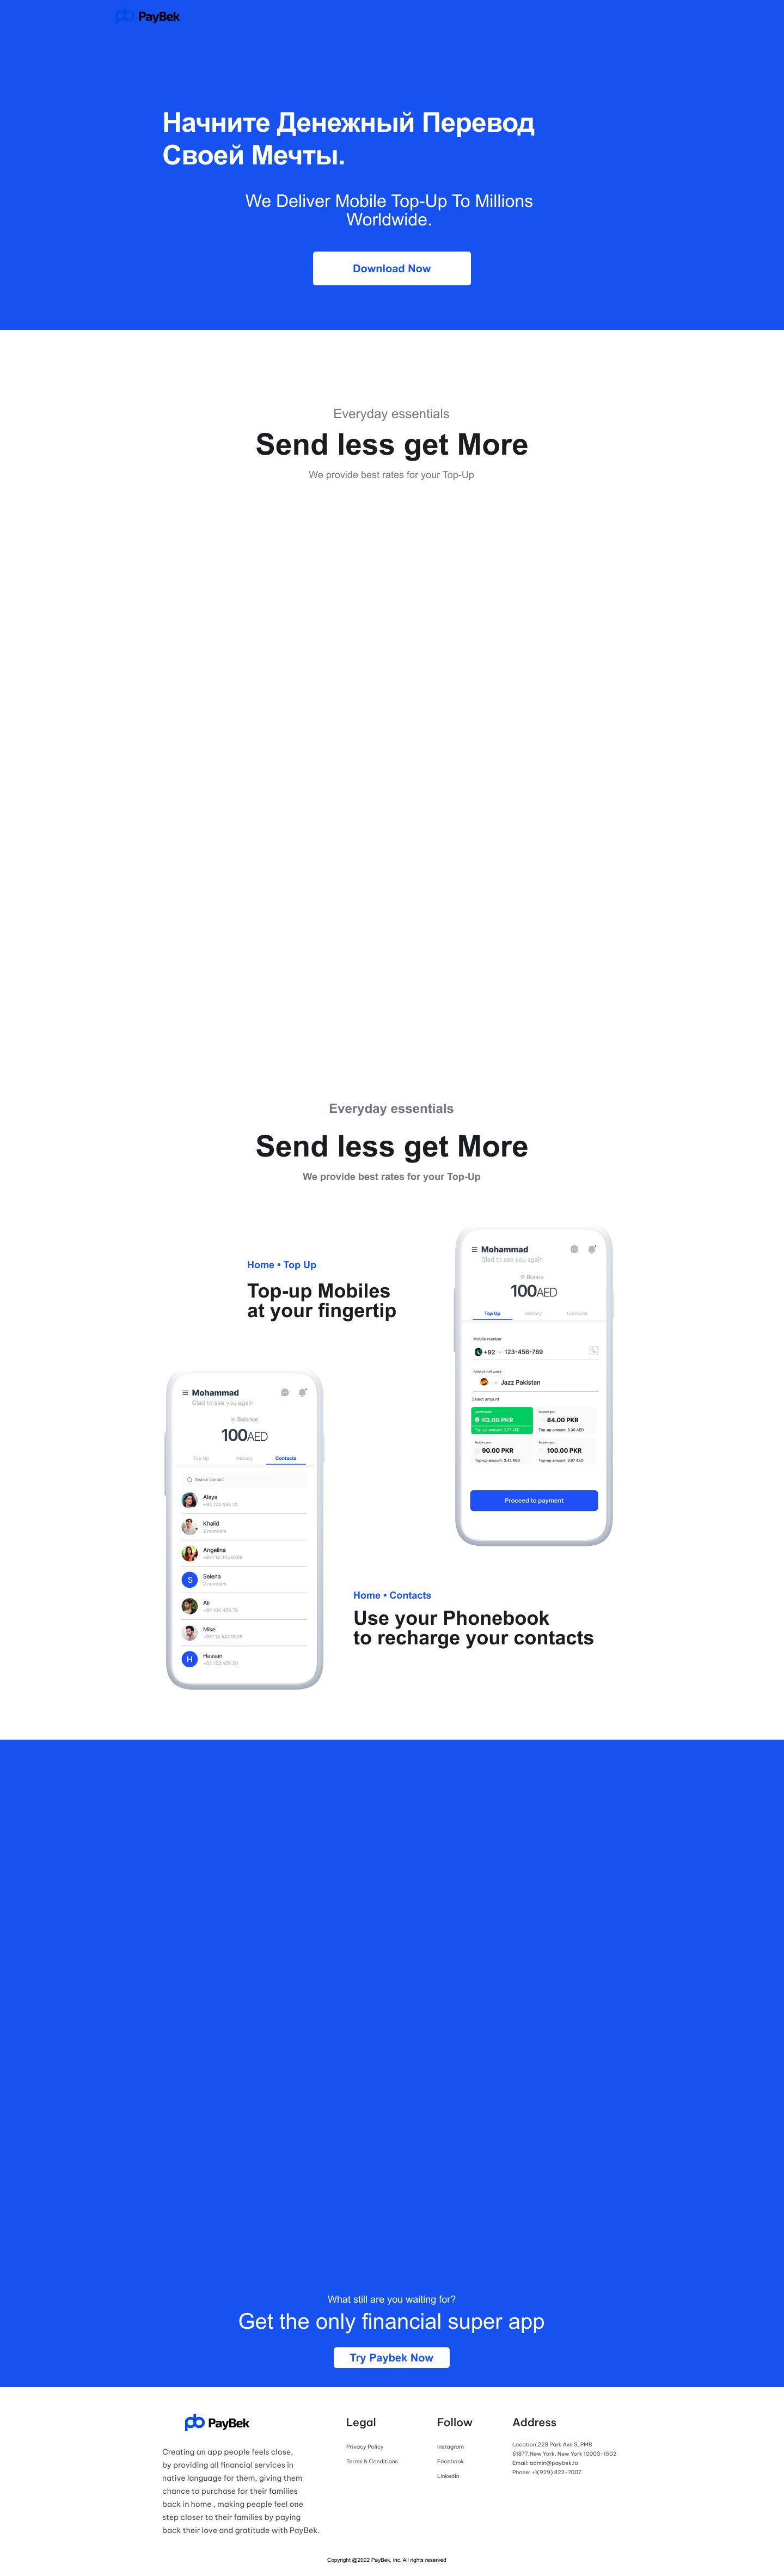 PayBek
Начните Денежный Перевод
Своей Мечты.
We Deliver Mobile Top-Up To Millions
Worldwide.
Download Now
Everyday essentials
Send less get More
We provide best rates for your Top-Up
Everyday essentials
Send less get More
We provide best rates for your Top-Up
Home • Top Up
Top-up Mobiles
at your fingertip
Mohammad
Glad to see you again
Bonus
100AED
Top Up History Contacts
Mobile number
+92 - 123-456-789
Select network
- Jazz Pakistan
Select amount
63.00 PKR
Top-up amount: 2.77 AED
84.00 PKR
Top-up amount: 3.30 AED
90.00 PKR
Top-up amount: 3.42 AED
100.00 PKR
Top-up amount: 3.87 AED
Proceed to payment
Mohammad
Glad to see you again
Balance
100AED
Top Up History Contacts
Search contact
Alaya
+92 123 456 12
Khalid
2 numbers
Angelina
+971 12 345 6789
S
Selena
2 numbers
Ali
+92 100 456 78
Mike
+971 18 547 9876
H
Hassan
+92 123 456 20
Home • Contacts
Use your Phonebook
to recharge your contacts
What still are you waiting for?
Get the only financial super app
Try Paybek Now
PayBek
Creating an app people feels close,
by providing all financial services in
native language for them, giving them
chance to purchase for their families
back in home , making people feel one
step closer to their families by paying
back their love and gratitude with PayBek.
Legal
Privacy Policy
Terms & Conditions
Follow
Instagram
Facebook
Linkedin
Address
Location:228 Park Ave S, PMB
61877,New York, New York 10003-1502
Email: admin@paybek.io
Phone: +1(929) 822-7007
Copyright @2022 PayBek, inc. All rights reserved